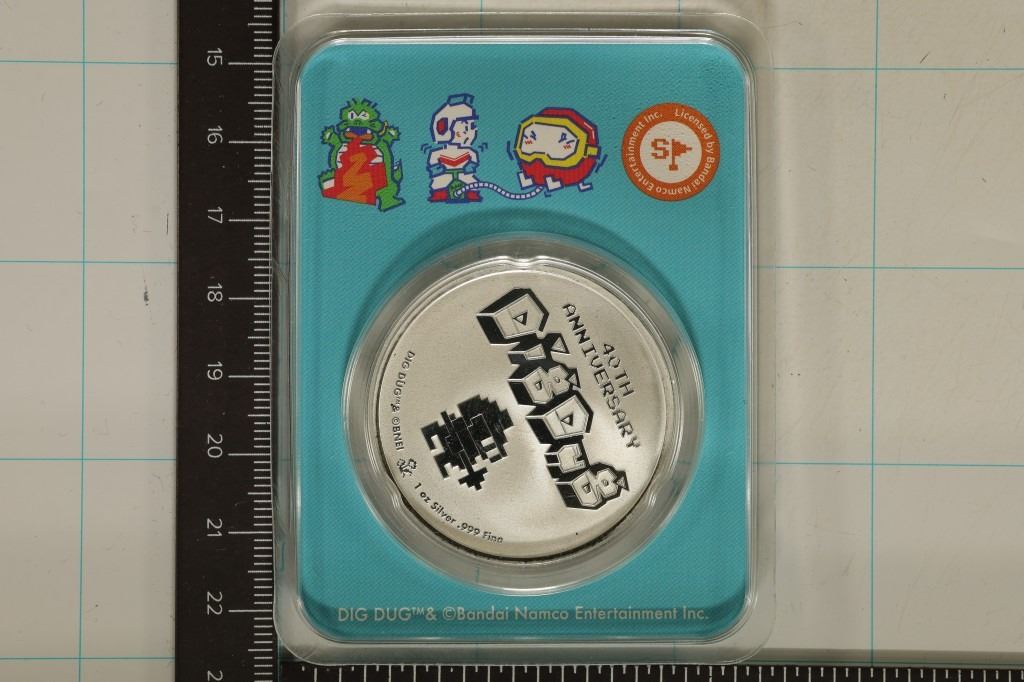 15
16
17
18
19
20
21
22
2
Licensed by Bandai Namco Entertainment Inc.
40TH
ANNIVERSARY
DIG DUG
DIG DUG™& ©BNEI
1 oz Silver .999 Fine
DIG DUG™& ©Bandai Namco Entertainment Inc.